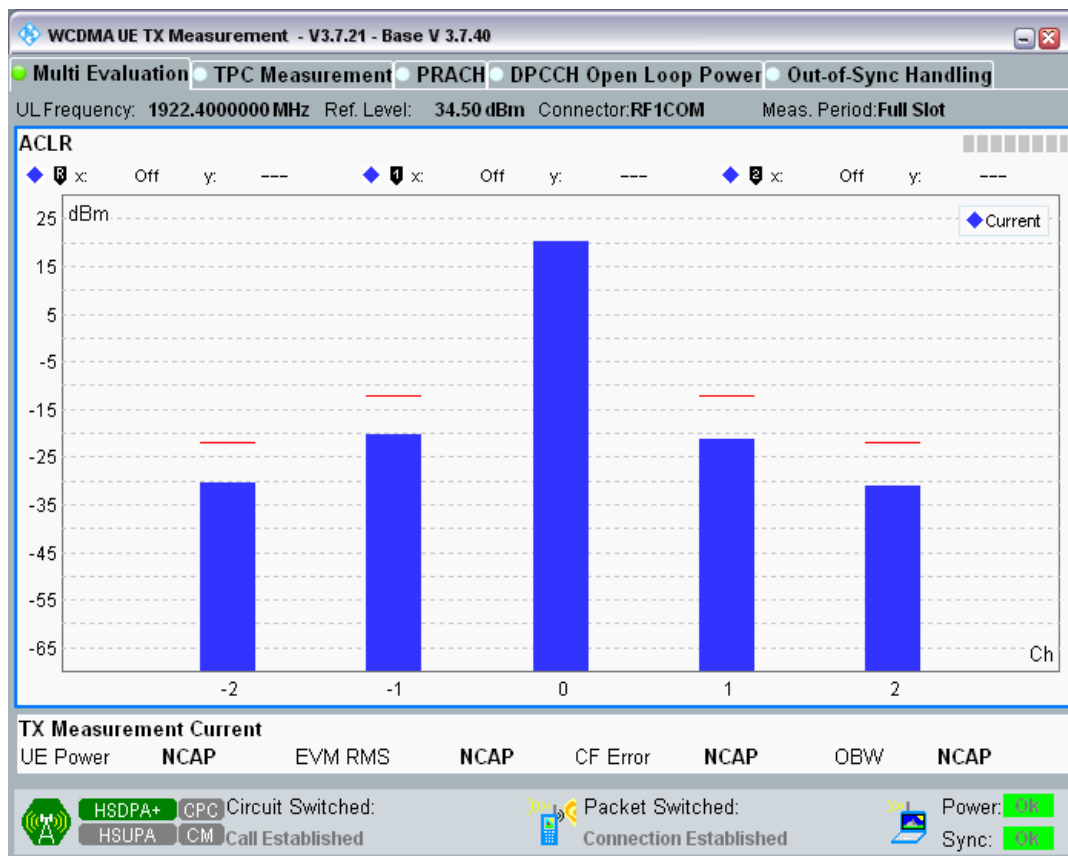 WCDMA UE TX Measurement - V3.7.21 - Base V 3.7.40
Multi Evaluation TPC Measurement PRACH DPCCH Open Loop Power Out-of-Sync Handling
UL Frequency: 1922.4000000 MHz Ref. Level: 34.50 dBm Connector:RF1COM Meas. Period:Full Slot
ACLR
R x: Off y: --- 1 x: Off y: --- 2 x: Off y: ---
dBm
Current
25
15
5
-5
-15
-25
-35
-45
-55
-65
Ch
-2 -1 0 1 2
TX Measurement Current
UE Power NCAP EVM RMS NCAP CF Error NCAP OBW NCAP
HSDPA+ CPC Circuit Switched: Packet Switched: Power: OK
HSUPA CM Call Established Connection Established Sync: OK